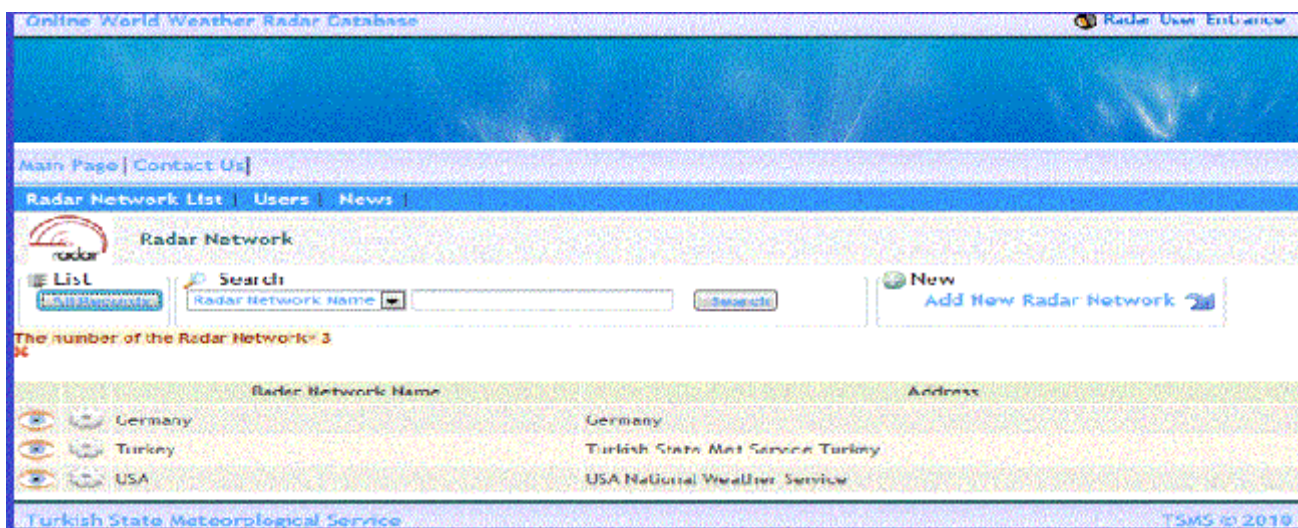 Online World Weather Radar Database Radar User Entrance
Main Page | Contact Us|
Radar Network List | Users | News |
radar Radar Network
List Search New
All Records Radar Network Name Search Add New Radar Network
The number of the Radar Network: 3
Radar Network Name Address
Germany Germany
Turkey Turkish State Met Service Turkey
USA USA National Weather Service
Turkish State Meteorological Service TSMS © 2010